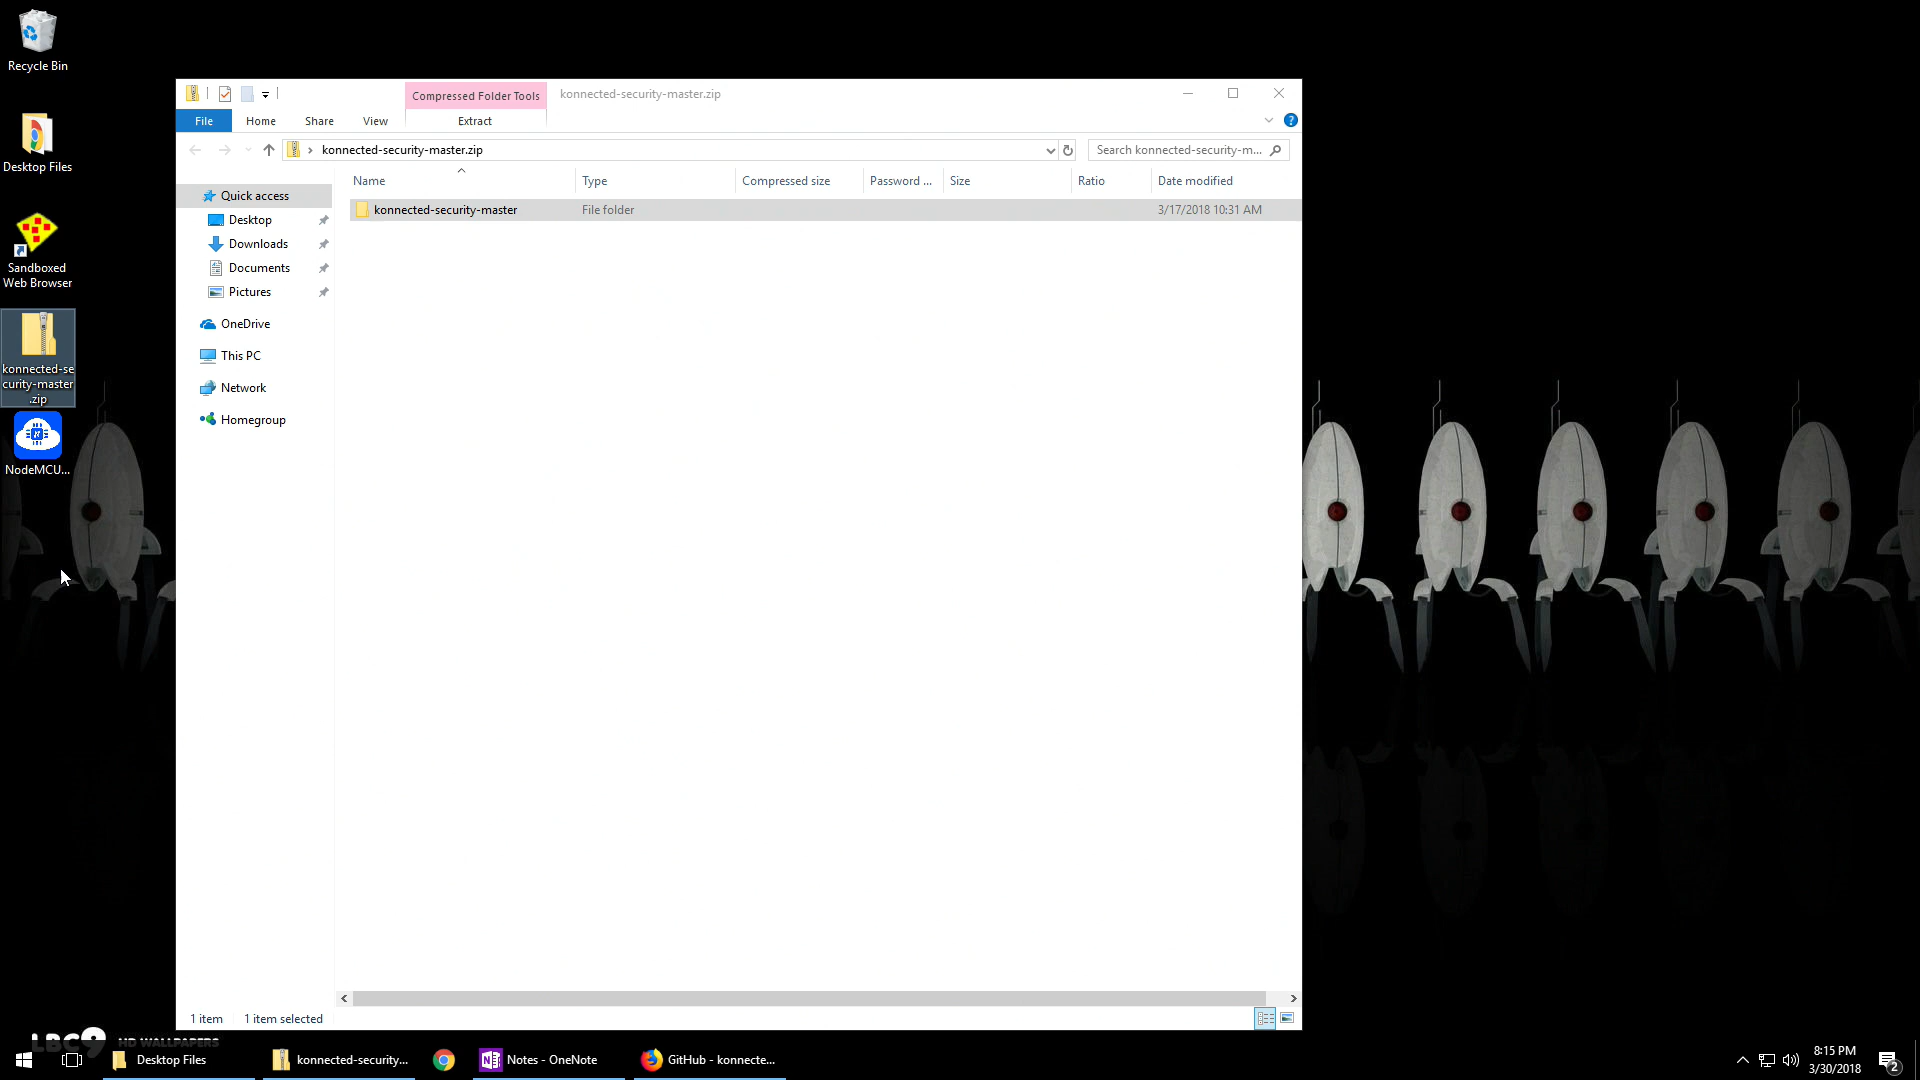 Recycle Bin
Desktop Files
Sandboxed
Web Browser
konnected-se
curity-master
.zip
NodeMCU...
Compressed Folder Tools
konnected-security-master.zip
File
Home
Share
View
Extract
konnected-security-master.zip
Search konnected-security-m...
Name
Type
Compressed size
Password ...
Size
Ratio
Date modified
konnected-security-master
File folder
3/17/2018 10:31 AM
Quick access
Desktop
Downloads
Documents
Pictures
OneDrive
This PC
Network
Homegroup
1 item
1 item selected
LBC9 HD WALLPAPERS
Desktop Files
konnected-security...
Notes - OneNote
GitHub - konnecte...
8:15 PM
3/30/2018
2